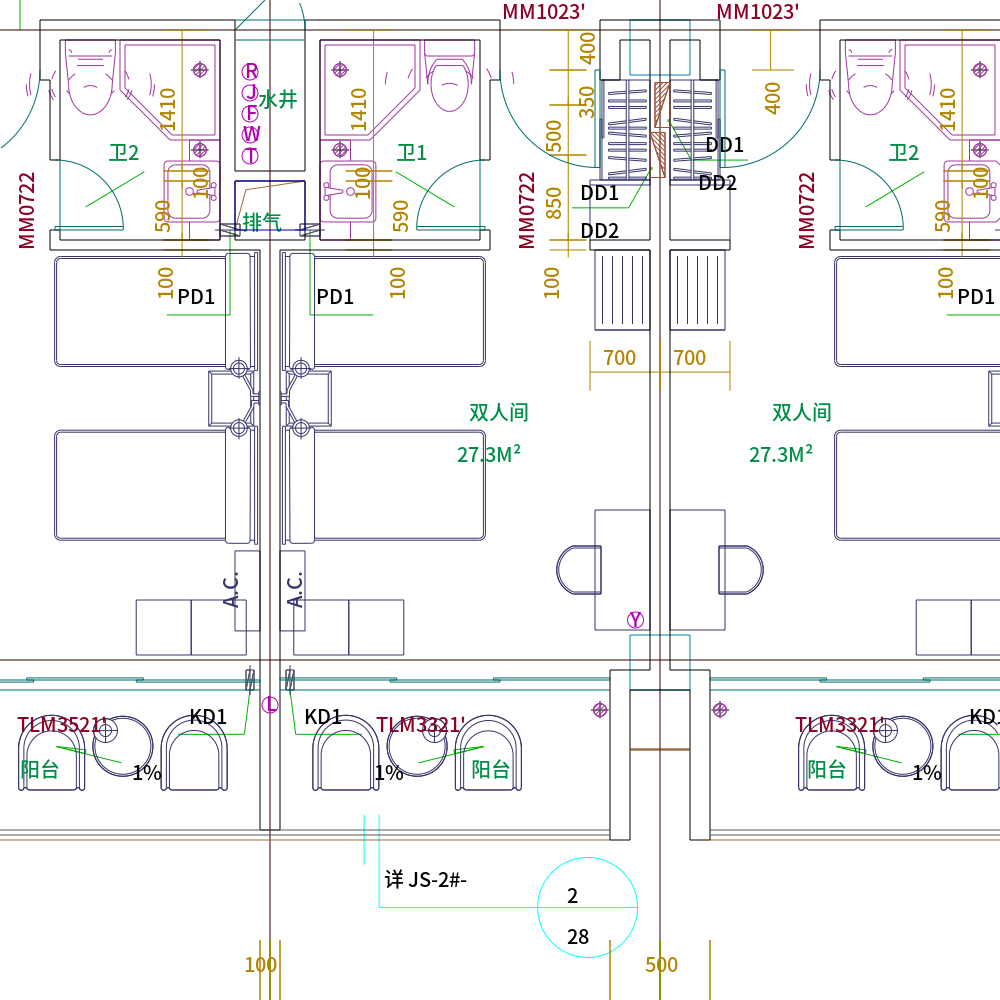 MM1023'
MM1023'
400
R
J
F
W
T
水井
1410
1410
350
400
1410
500
DD1
卫2
卫1
卫2
MM0722
100
100
MM0722
DD1
DD2
MM0722
100
590
590
850
590
排气
DD2
100
PD1
PD1
100
100
100
PD1
700
700
双人间
双人间
27.3M²
27.3M²
A.C.
A.C.
Y
L
TLM3521'
KD1
KD1
TLM3321'
TLM3321'
KD1
阳台
1%
1%
阳台
阳台
1%
详 JS-2#-
2
28
100
500